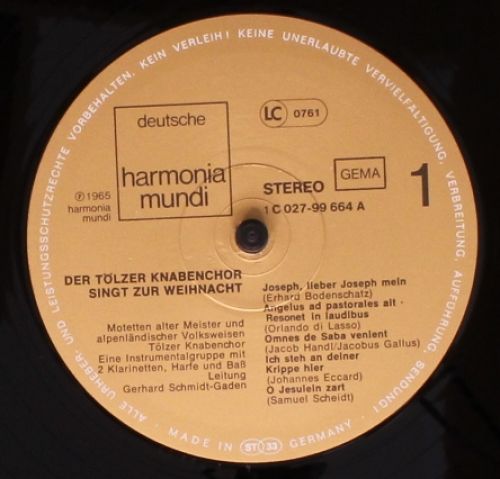 ALLE URHEBER- UND LEISTUNGSSCHUTZRECHTE VORBEHALTEN. KEIN VERLEIH! KEINE UNERLAUBTE VERVIELFÄLTIGUNG, VERBREITUNG, AUFFÜHRUNG, SENDUNG!
deutsche
harmonia
mundi
LC 0761
℗ 1965
harmonia
mundi
STEREO
GEMA
1
1 C 027-99 664 A
DER TÖLZER KNABENCHOR
SINGT ZUR WEIHNACHT
Motetten alter Meister und
alpenländischer Volksweisen
Tölzer Knabenchor
Eine Instrumentalgruppe mit
2 Klarinetten, Harfe und Baß
Leitung
Gerhard Schmidt-Gaden
Joseph, lieber Joseph mein
(Erhard Bodenschatz)
Angelus ad pastorales ait -
Resonet in laudibus
(Orlando di Lasso)
Omnes de Saba venient
(Jacob Handl/Jacobus Gallus)
Ich steh an deiner
Krippe hier
(Johannes Eccard)
O Jesulein zart
(Samuel Scheidt)
· MADE IN ST 33 GERMANY ·